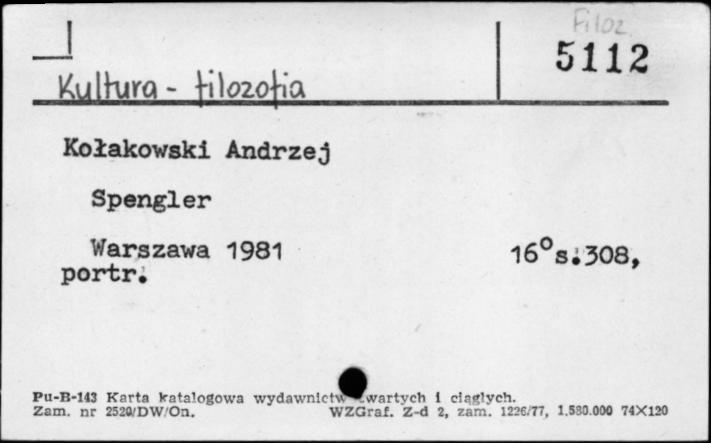 Filoz
5112
Kultura - filozofia
Kołakowski Andrzej
Spengler
Warszawa 1981 16° s. 308,
portr.
Pu-B-143 Karta katalogowa wydawnictw zwartych i ciągłych.
Zam. nr 2520/DW/On. WZGraf. Z-d 2, zam. 1226/77, 1.580.000 74X120